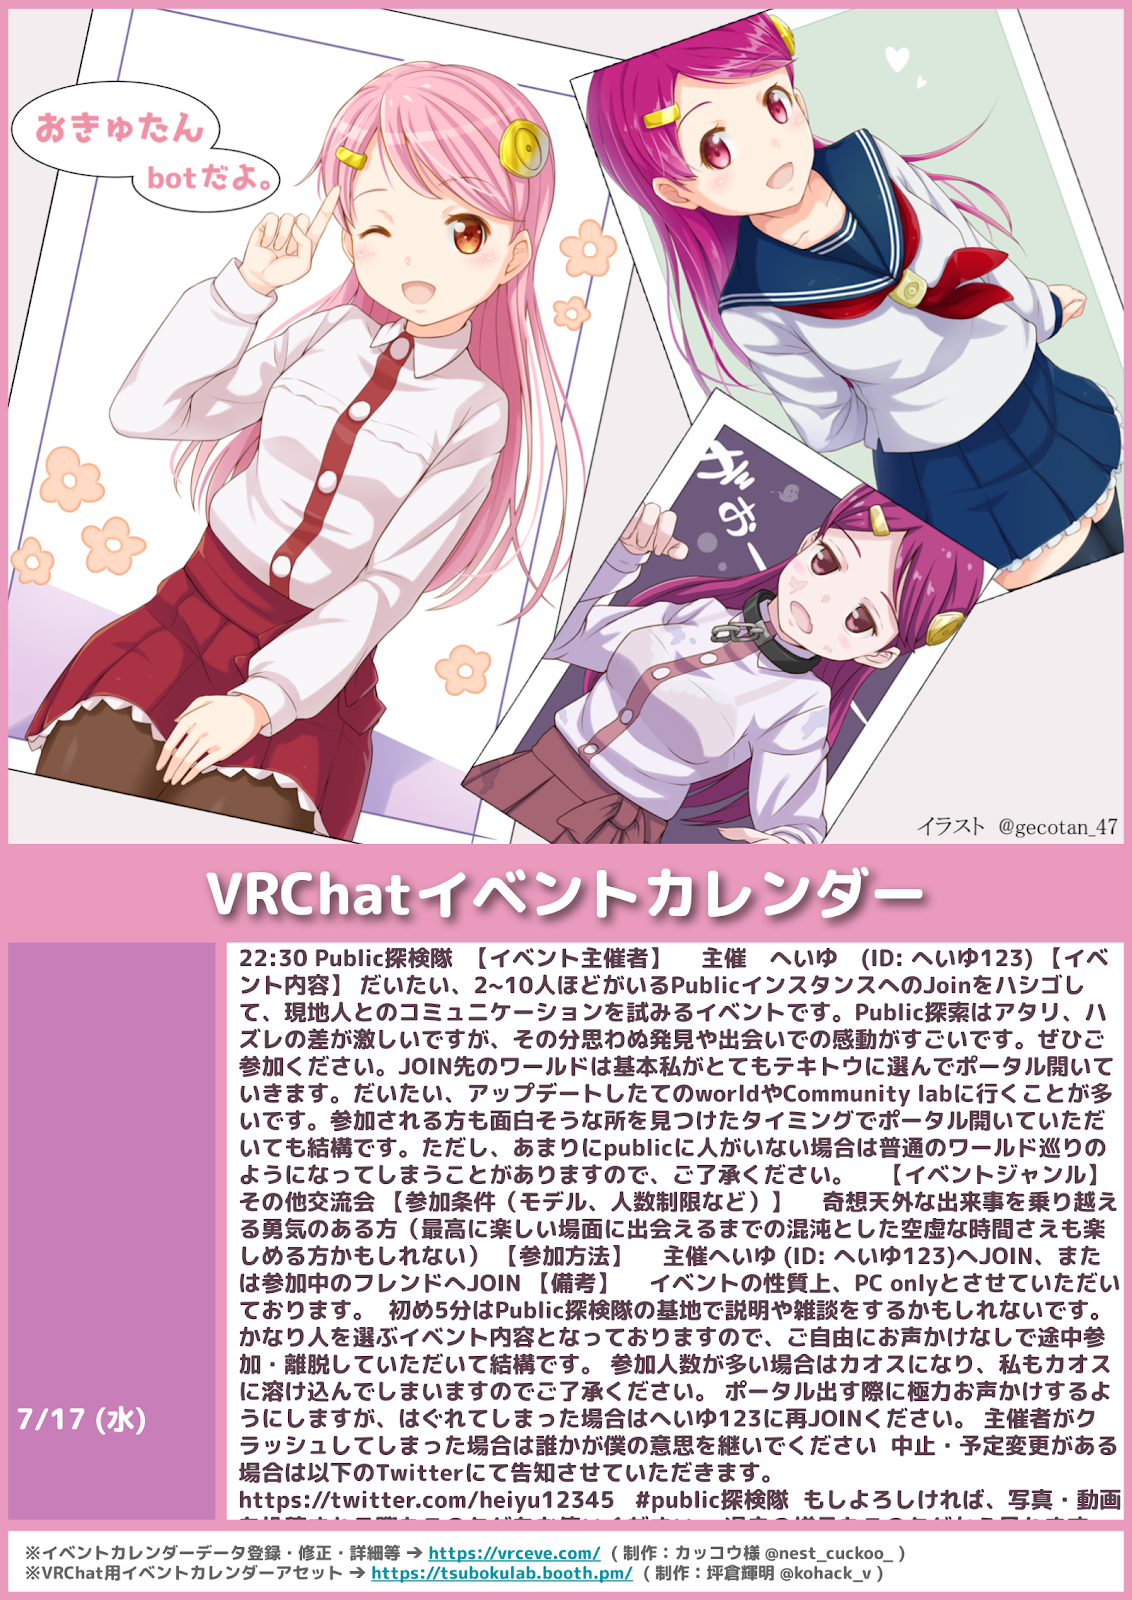 おきゅたん
botだよ。
がおー
イラスト @gecotan_47
VRChatイベントカレンダー
7/17 (水)
22:30 Public探検隊 【イベント主催者】 主催 へいゆ (ID: へいゆ123) 【イベ
ント内容】 だいたい、2~10人ほどがいるPublicインスタンスへのJoinをハシゴし
て、現地人とのコミュニケーションを試みるイベントです。Public探索はアタリ、ハ
ズレの差が激しいですが、その分思わぬ発見や出会いでの感動がすごいです。ぜひご
参加ください。JOIN先のワールドは基本私がとてもテキトウに選んでポータル開いて
いきます。だいたい、アップデートしたてのworldやCommunity labに行くことが多
いです。参加される方も面白そうな所を見つけたタイミングでポータル開いていただ
いても結構です。ただし、あまりにpublicに人がいない場合は普通のワールド巡りの
ようになってしまうことがありますので、ご了承ください。 【イベントジャンル】
その他交流会 【参加条件（モデル、人数制限など）】 奇想天外な出来事を乗り越え
る勇気のある方（最高に楽しい場面に出会えるまでの混沌とした空虚な時間さえも楽
しめる方かもしれない） 【参加方法】 主催へいゆ (ID: へいゆ123)へJOIN、また
は参加中のフレンドへJOIN 【備考】 イベントの性質上、PC onlyとさせていただい
ております。 初め5分はPublic探検隊の基地で説明や雑談をするかもしれないです。
かなり人を選ぶイベント内容となっておりますので、ご自由にお声かけなしで途中参
加・離脱していただいて結構です。 参加人数が多い場合はカオスになり、私もカオス
に溶け込んでしまいますのでご了承ください。 ポータル出す際に極力お声かけするよ
うにしますが、はぐれてしまった場合はへいゆ123に再JOINください。 主催者がク
ラッシュしてしまった場合は誰かが僕の意思を継いでください 中止・予定変更がある
場合は以下のTwitterにて告知させていただきます。
https://twitter.com/heiyu12345 #public探検隊 もしよろしければ、写真・動画
※イベントカレンダーデータ登録・修正・詳細等 ➔ https://vrceve.com/ ( 制作：カッコウ様 @nest_cuckoo_ )
※VRChat用イベントカレンダーアセット ➔ https://tsubokulab.booth.pm/ ( 制作：坪倉輝明 @kohack_v )